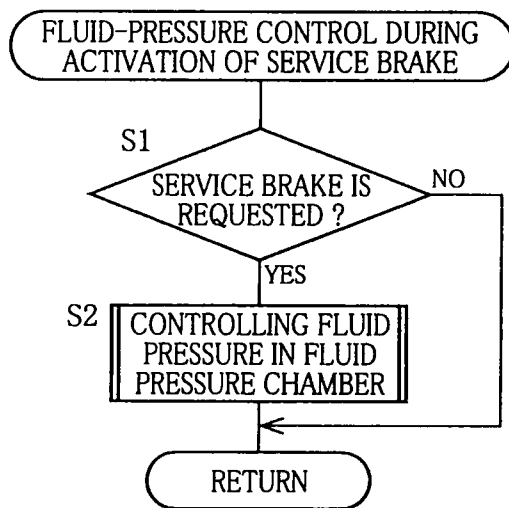 FLUID-PRESSURE CONTROL DURING
ACTIVATION OF SERVICE BRAKE
S1
SERVICE BRAKE IS
REQUESTED ?
NO
YES
S2
CONTROLLING FLUID
PRESSURE IN FLUID
PRESSURE CHAMBER
RETURN